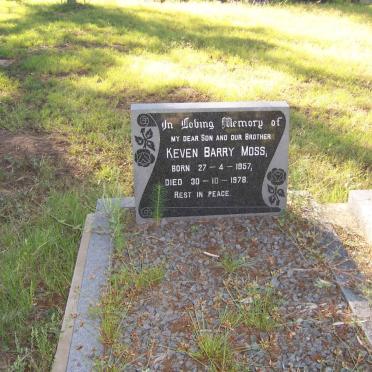 In Loving Memory of
MY DEAR SON AND OUR BROTHER
KEVEN BARRY MOSS,
BORN 27-4-1957,
DIED 30-10-1978.
REST IN PEACE.